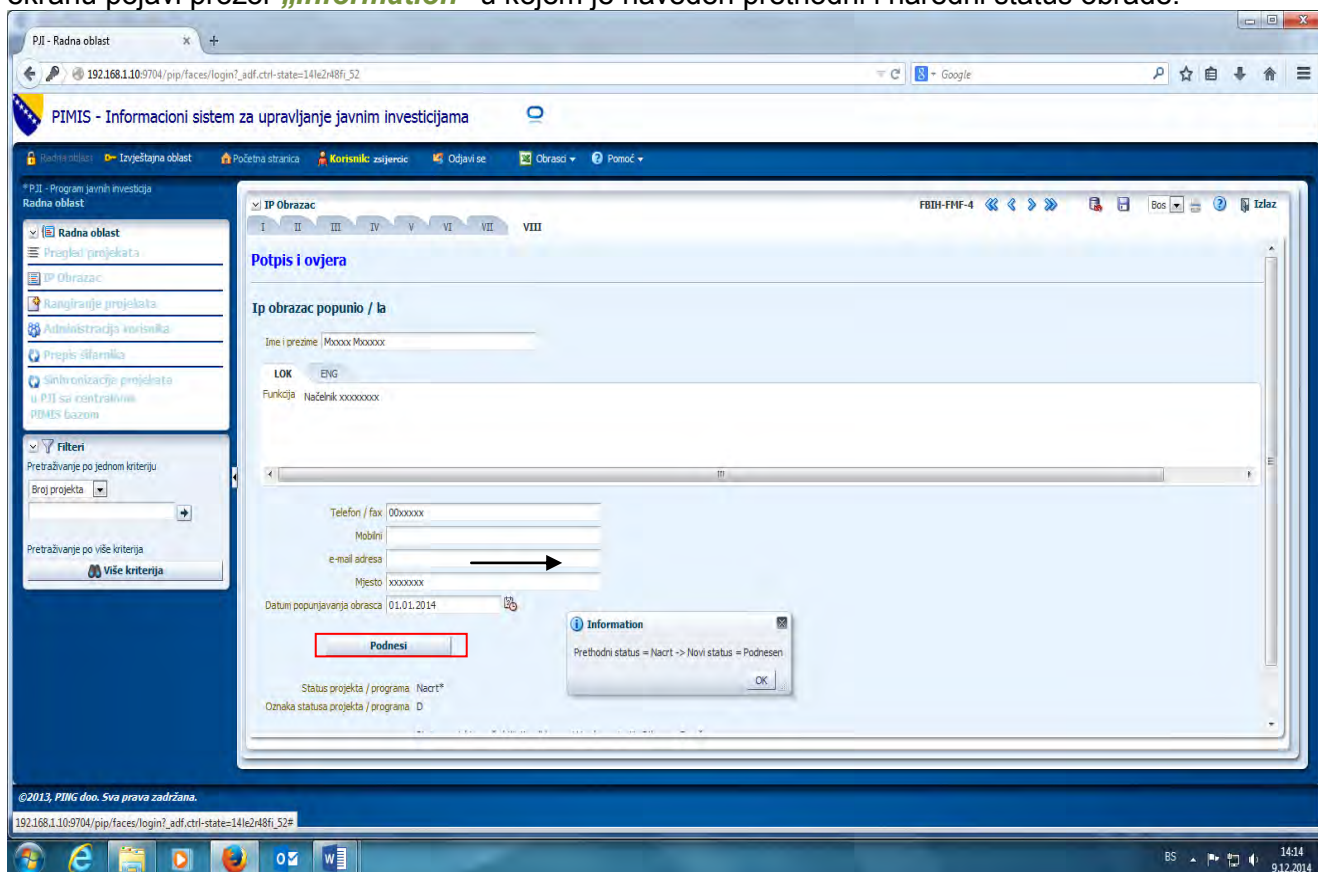 ekranu pojavi prozor „Information“ u kojem je naveden prethodni i naredni status obrade.
PJI - Radna oblast
192.168.1.10:9704/pip/faces/login?_adf.ctrl-state=14le2r48fi_52
Google
PIMIS - Informacioni sistem za upravljanje javnim investicijama
Radna oblast Izvještajna oblast Početna stranica Korisnik: zsijercic Odjavi se Obrasci Pomoć
*PJI - Program javnih investicija
Radna oblast
Radna oblast
Pregled projekata
IP Obrazac
Rangiranje projekata
Administracija korisnika
Prepis šifarnika
Sinhronizacije projekata
u PJI sa centralnom
PIMIS bazom
Filteri
Pretraživanje po jednom kriteriju
Broj projekta
Pretraživanje po više kriterija
Više kriterija
IP Obrazac FBIH-FMF-4 Bos Izlaz
I II III IV V VI VII VIII
Potpis i ovjera
Ip obrazac popunio / la
Ime i prezime Mxxxx Mxxxxx
LOK ENG
Funkcija Načelnik xxxxxxxx
Telefon / fax 00xxxxx
Mobilni
e-mail adresa
Mjesto xxxxxxx
Datum popunjavanja obrasca 01.01.2014
Podnesi
Information
Prethodni status = Nacrt -> Novi status = Podnesen
OK
Status projekta / programa Nacrt*
Oznaka statusa projekta / programa D
©2013, PING doo. Sva prava zadržana.
192.168.1.10:9704/pip/faces/login?_adf.ctrl-state=14le2r48fi_52#
BS 14:14
9.12.2014